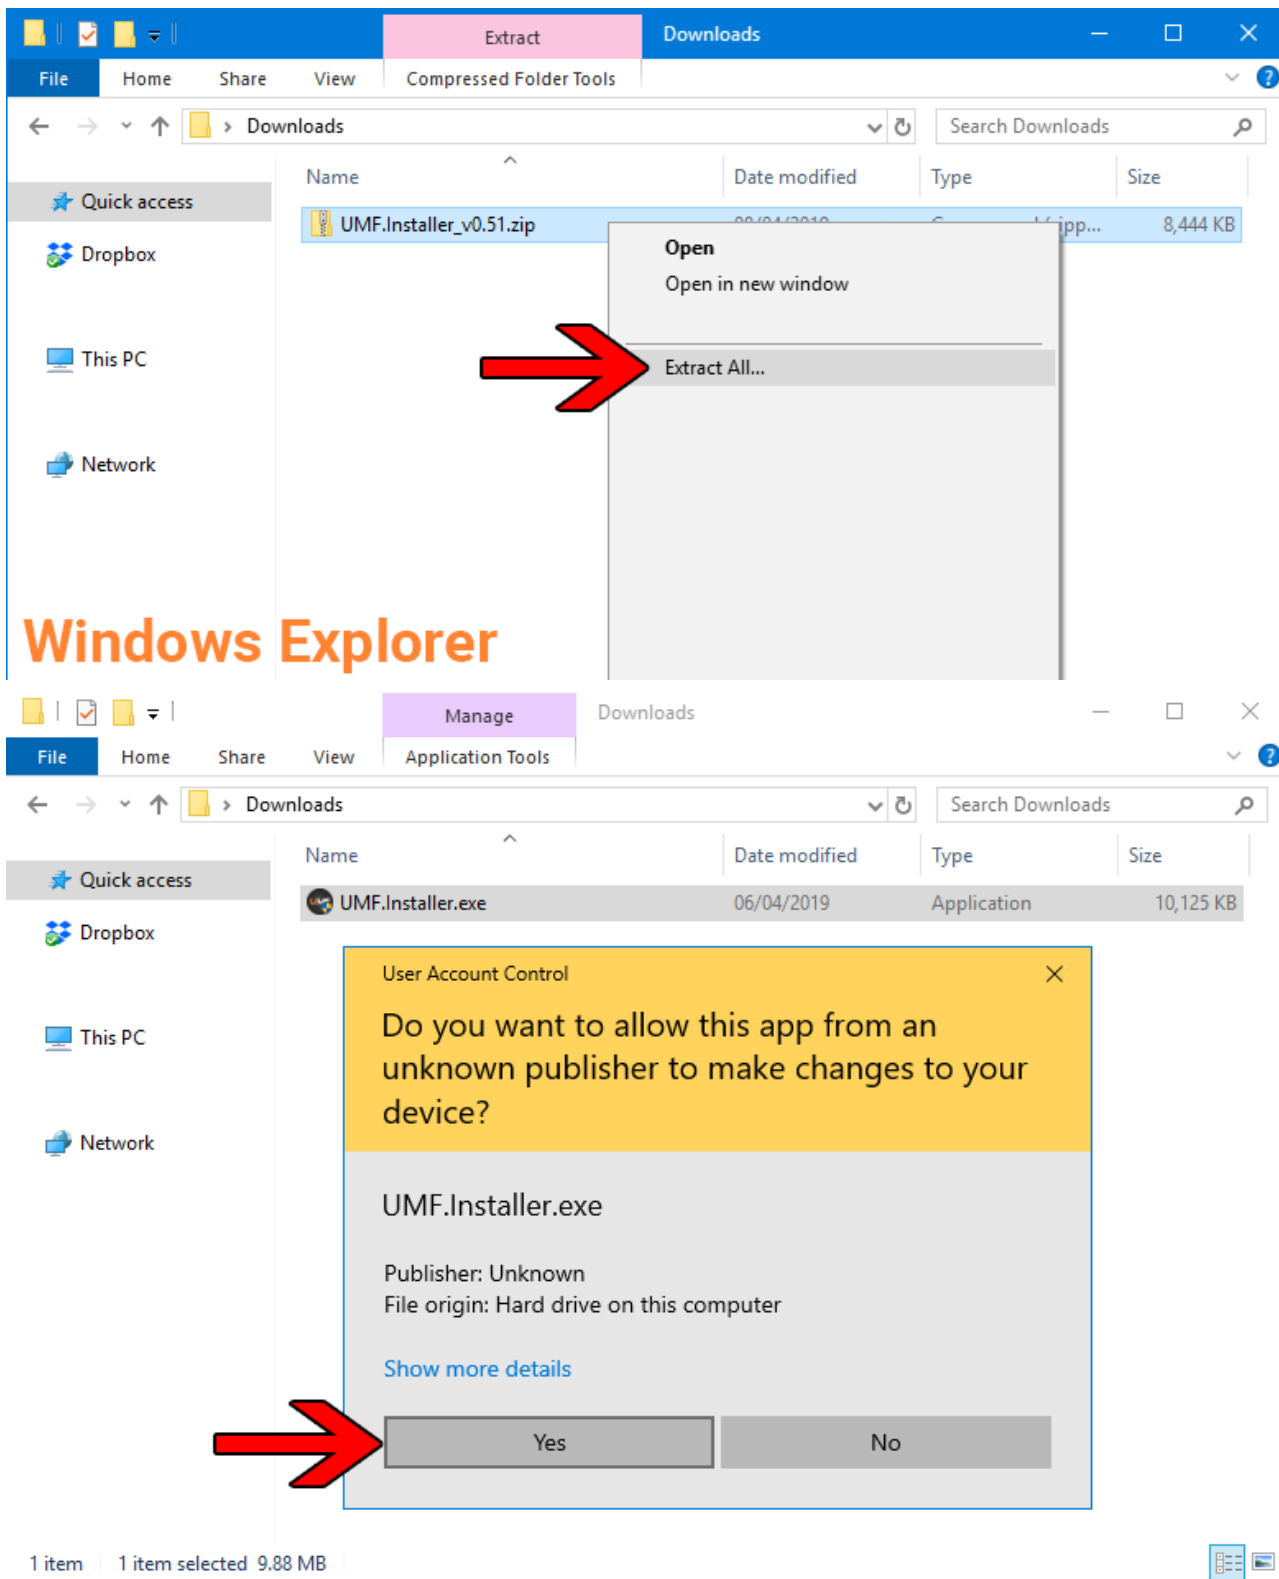 Extract Downloads
File Home Share View Compressed Folder Tools
Downloads Search Downloads
Name Date modified Type Size
Quick access
UMF.Installer_v0.51.zip 8,444 KB
Open
Dropbox
Open in new window
This PC
Extract All...
Network
Windows Explorer
Manage Downloads
File Home Share View Application Tools
Downloads Search Downloads
Name Date modified Type Size
Quick access
UMF.Installer.exe 06/04/2019 Application 10,125 KB
Dropbox
User Account Control
Do you want to allow this app from an
unknown publisher to make changes to your
device?
This PC
Network
UMF.Installer.exe
Publisher: Unknown
File origin: Hard drive on this computer
Show more details
Yes No
1 item 1 item selected 9.88 MB